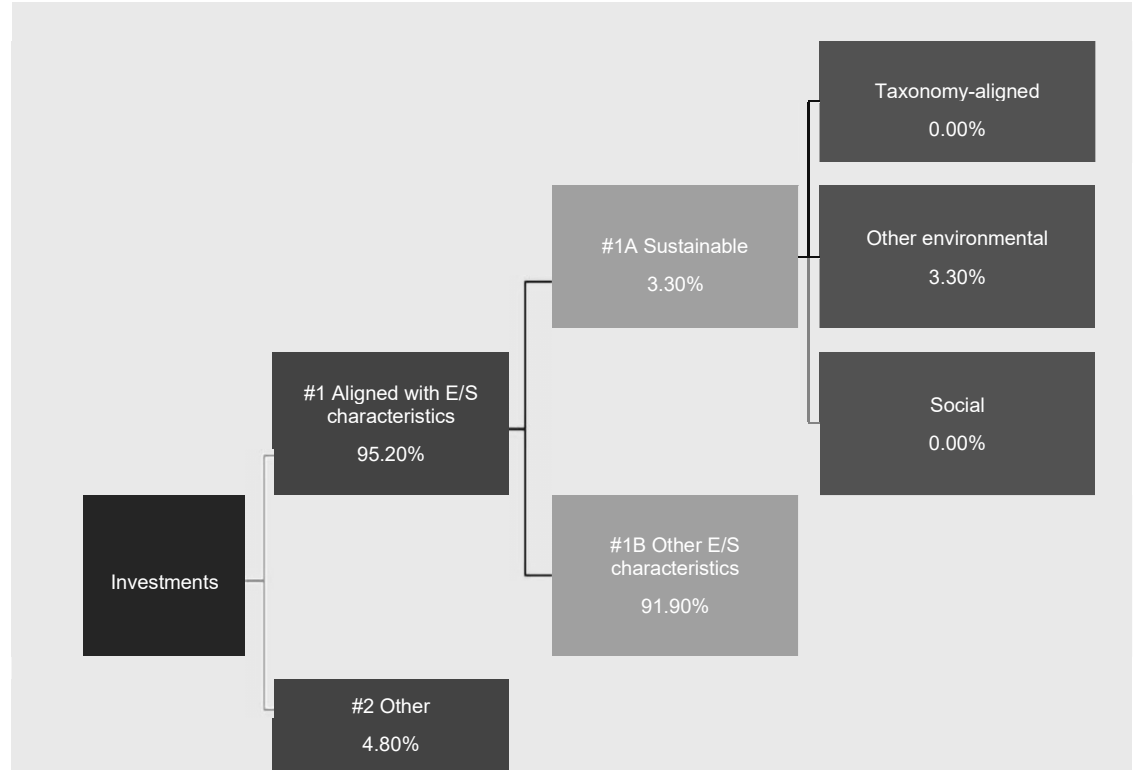 Taxonomy-aligned
0.00%
#1A Sustainable
3.30%
Other environmental
3.30%
#1 Aligned with E/S
characteristics
95.20%
Social
0.00%
Investments
#1B Other E/S
characteristics
91.90%
#2 Other
4.80%